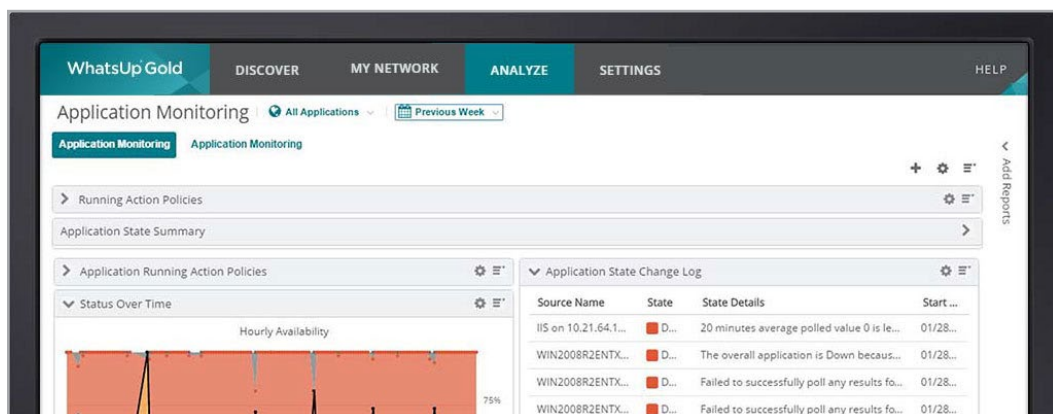 WhatsUp Gold DISCOVER MY NETWORK ANALYZE SETTINGS HELP
Application Monitoring All Applications Previous Week
Application Monitoring Application Monitoring
Add Reports
Running Action Policies
Application State Summary
Application Running Action Policies
Status Over Time
Hourly Availability
75%
Application State Change Log
Source Name State State Details Start ...
IIS on 10.21.64.1... D... 20 minutes average polled value 0 is le... 01/28...
WIN2008R2ENTX... D... The overall application is Down becaus... 01/28...
WIN2008R2ENTX... D... Failed to successfully poll any results fo... 01/28...
WIN2008R2ENTX... D... Failed to successfully poll any results fo... 01/28...